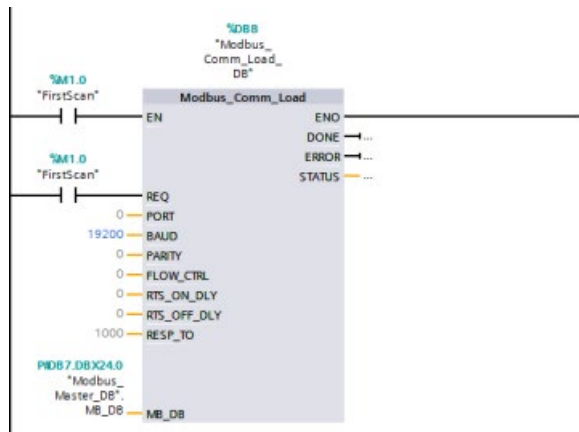 %DB8
"Modbus_
Comm_Load_
DB"
%M1.0
"FirstScan"
Modbus_Comm_Load
EN
ENO
DONE
...
ERROR
...
STATUS
...
%M1.0
"FirstScan"
REQ
0
PORT
19200
BAUD
0
PARITY
0
FLOW_CTRL
0
RTS_ON_DLY
0
RTS_OFF_DLY
1000
RESP_TO
P#DB7.DBX24.0
"Modbus_
Master_DB".
MB_DB
MB_DB